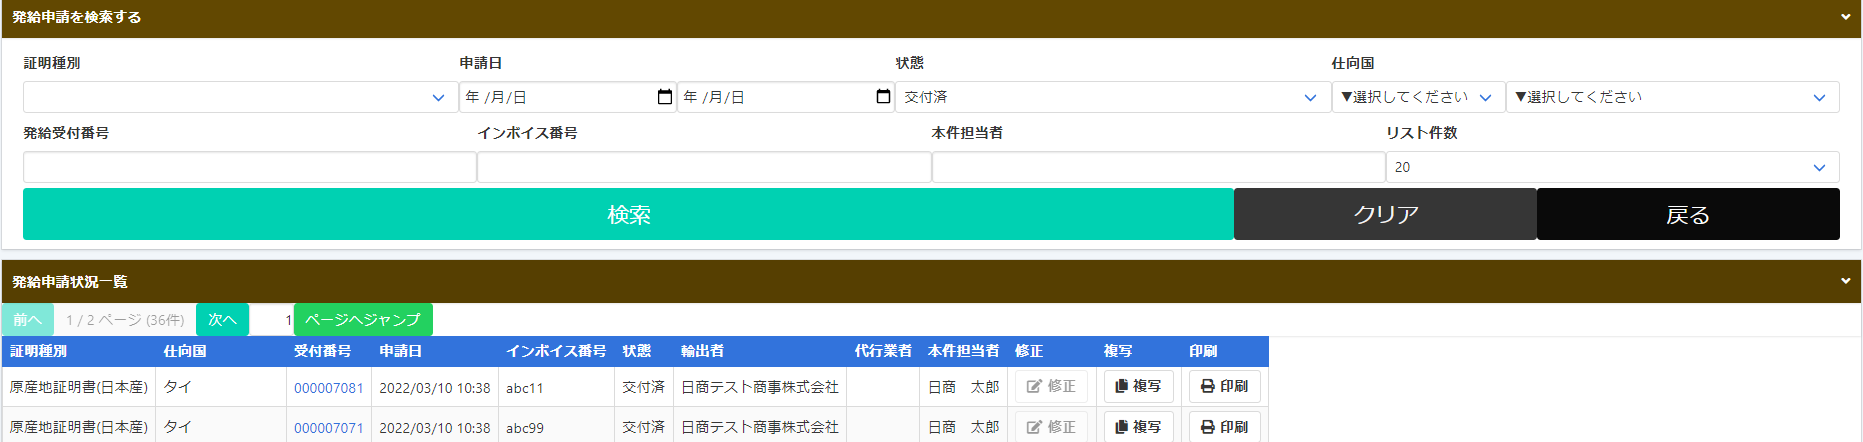 発給申請を検索する
証明種別 申請日 状態 仕向国
年 /月/日 年 /月/日 交付済 ▼選択してください ▼選択してください
発給受付番号 インボイス番号 本件担当者 リスト件数
20
検索 クリア 戻る
発給申請状況一覧
前へ 1 / 2 ページ (36件) 次へ 1 ページへジャンプ
証明種別 仕向国 受付番号 申請日 インボイス番号 状態 輸出者 代行業者 本件担当者 修正 複写 印刷
原産地証明書(日本産) タイ 000007081 2022/03/10 10:38 abc11 交付済 日商テスト商事株式会社 日商　太郎 修正 複写 印刷
原産地証明書(日本産) タイ 000007071 2022/03/10 10:38 abc99 交付済 日商テスト商事株式会社 日商　太郎 修正 複写 印刷